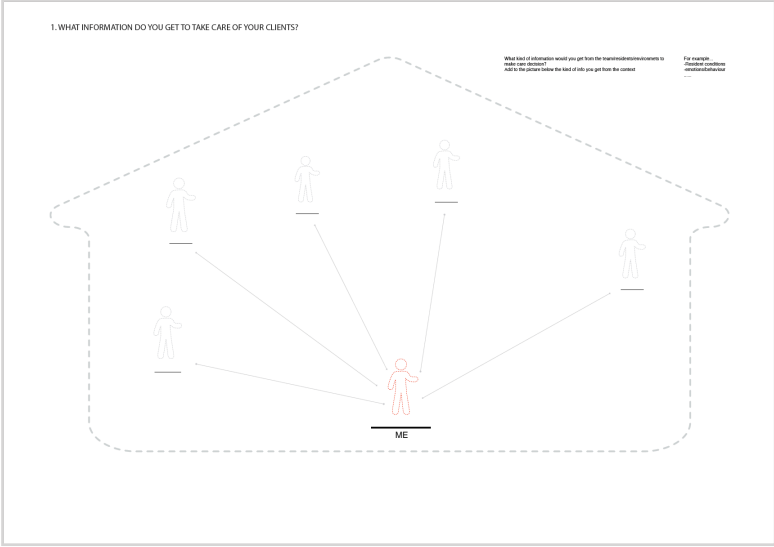 1. WHAT INFORMATION DO YOU GET TO TAKE CARE OF YOUR CLIENTS?
What kind of information would you get from the team/residents/environmets to
make care decision?
Add to the picture below the kind of info you get from the context
For example...
-Resident conditions
-emotions/behaviour
ME